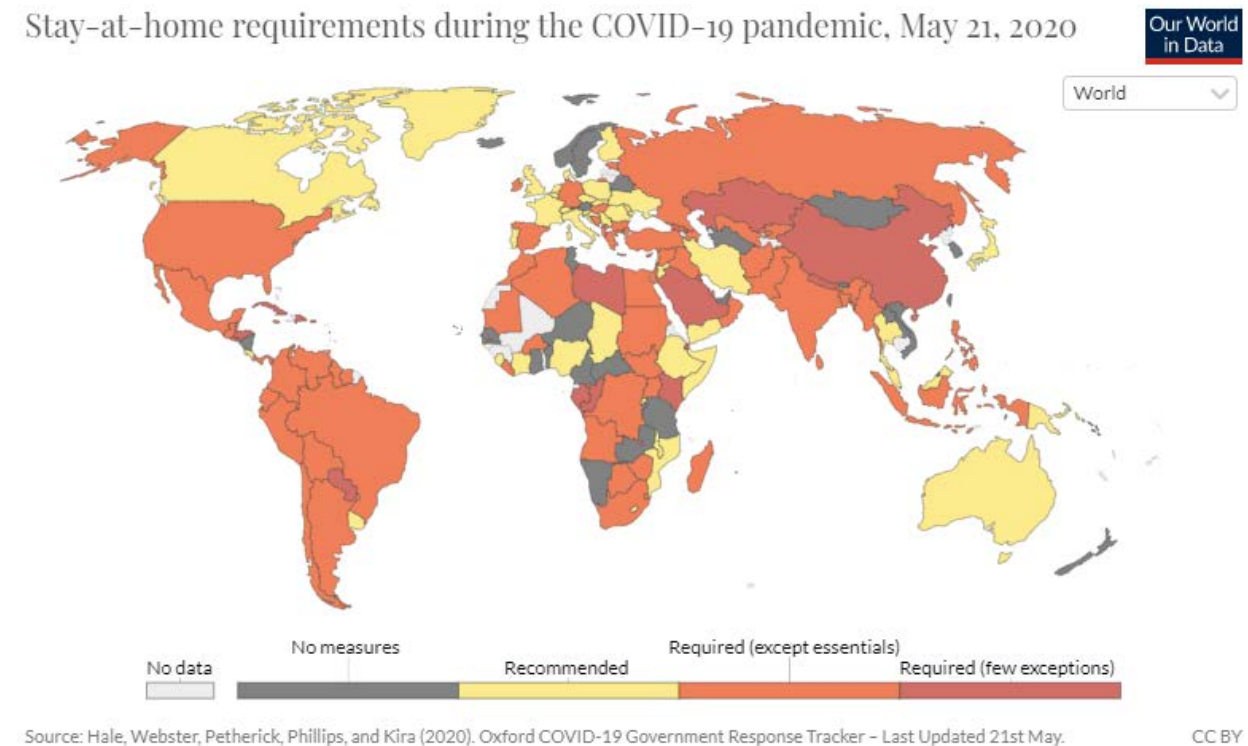 Stay-at-home requirements during the COVID-19 pandemic, May 21, 2020
Our World
in Data
World
No data
No measures
Recommended
Required (except essentials)
Required (few exceptions)
Source: Hale, Webster, Petherick, Phillips, and Kira (2020). Oxford COVID-19 Government Response Tracker – Last Updated 21st May.
CC BY